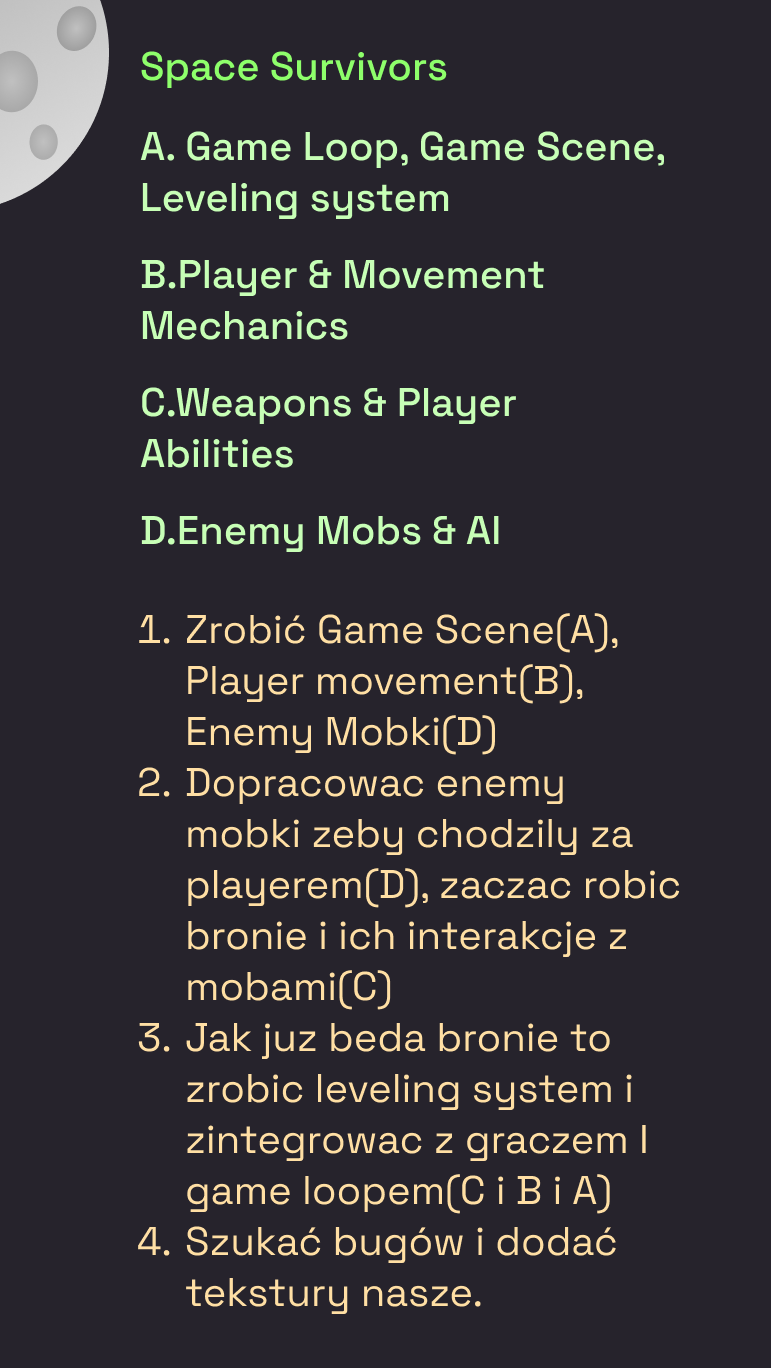 Space Survivors
A. Game Loop, Game Scene,
Leveling system
B.Player & Movement
Mechanics
C.Weapons & Player
Abilities
D.Enemy Mobs & AI
1. Zrobić Game Scene(A),
Player movement(B),
Enemy Mobki(D)
2. Dopracowac enemy
mobki zeby chodzily za
playerem(D), zaczac robic
bronie i ich interakcje z
mobami(C)
3. Jak juz beda bronie to
zrobic leveling system i
zintegrowac z graczem I
game loopem(C i B i A)
4. Szukać bugów i dodać
tekstury nasze.